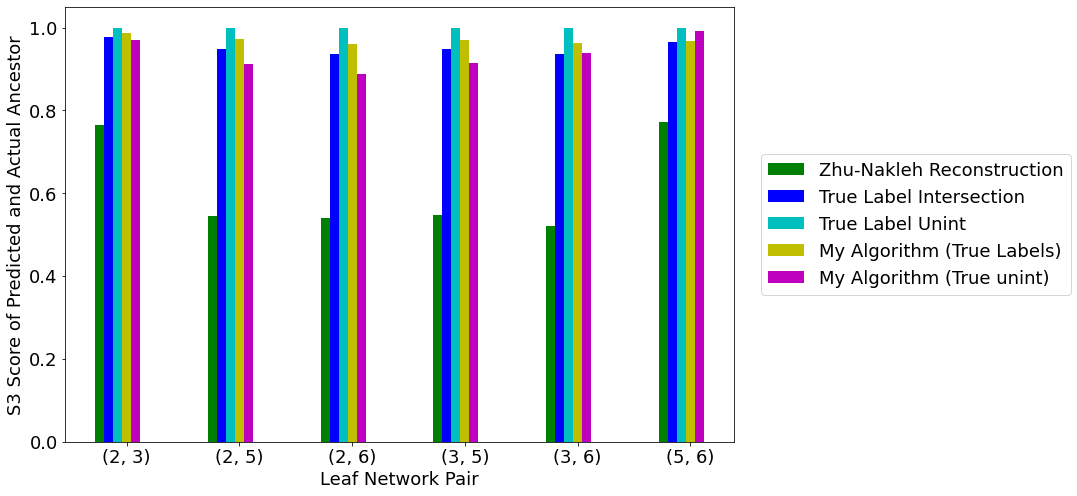 S3 Score of Predicted and Actual Ancestor
1.0
0.8
0.6
0.4
0.2
0.0
(2, 3) (2, 5) (2, 6) (3, 5) (3, 6) (5, 6)
Leaf Network Pair
Zhu-Nakleh Reconstruction
True Label Intersection
True Label Unint
My Algorithm (True Labels)
My Algorithm (True unint)